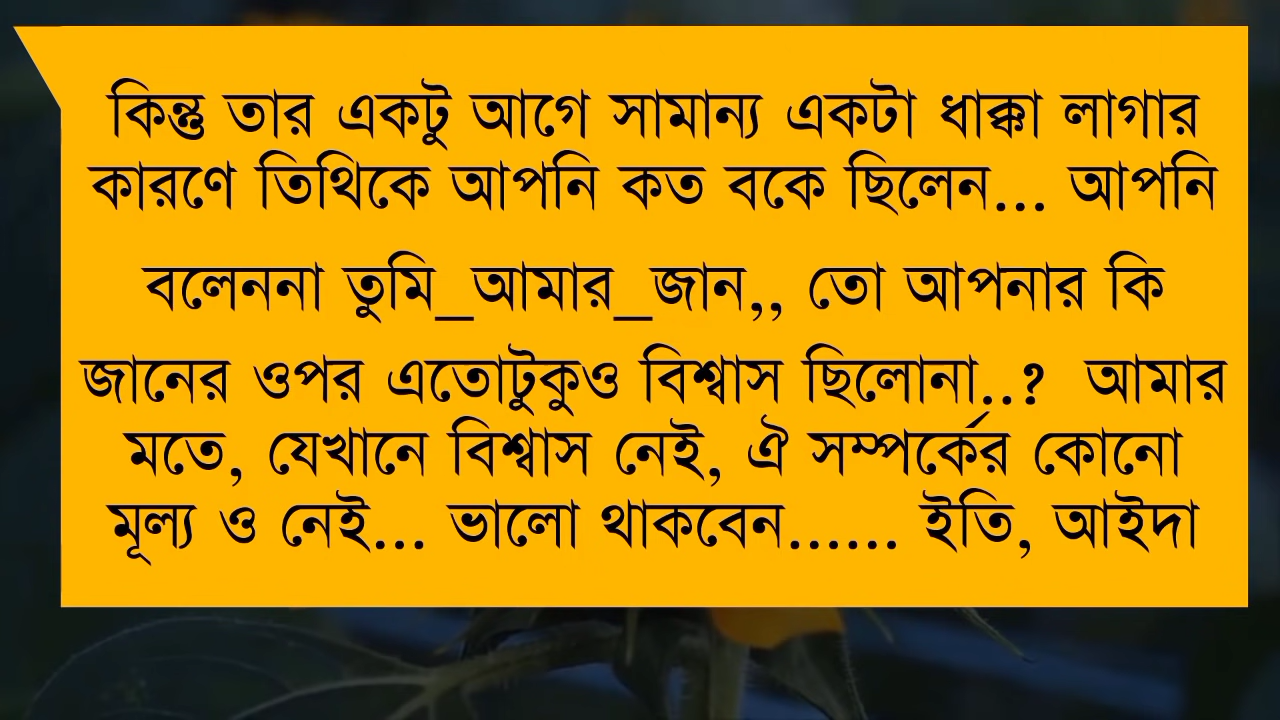 কিন্তু তার একটু আগে সামান্য একটা ধাক্কা লাগার
কারণে তিথিকে আপনি কত বকে ছিলেন... আপনি
বলেননা তুমি_আমার_জান,, তো আপনার কি
জানের ওপর এতোটুকুও বিশ্বাস ছিলোনা..? আমার
মতে, যেখানে বিশ্বাস নেই, ঐ সম্পর্কের কোনো
মূল্য ও নেই... ভালো থাকবেন...... ইতি, আইদা